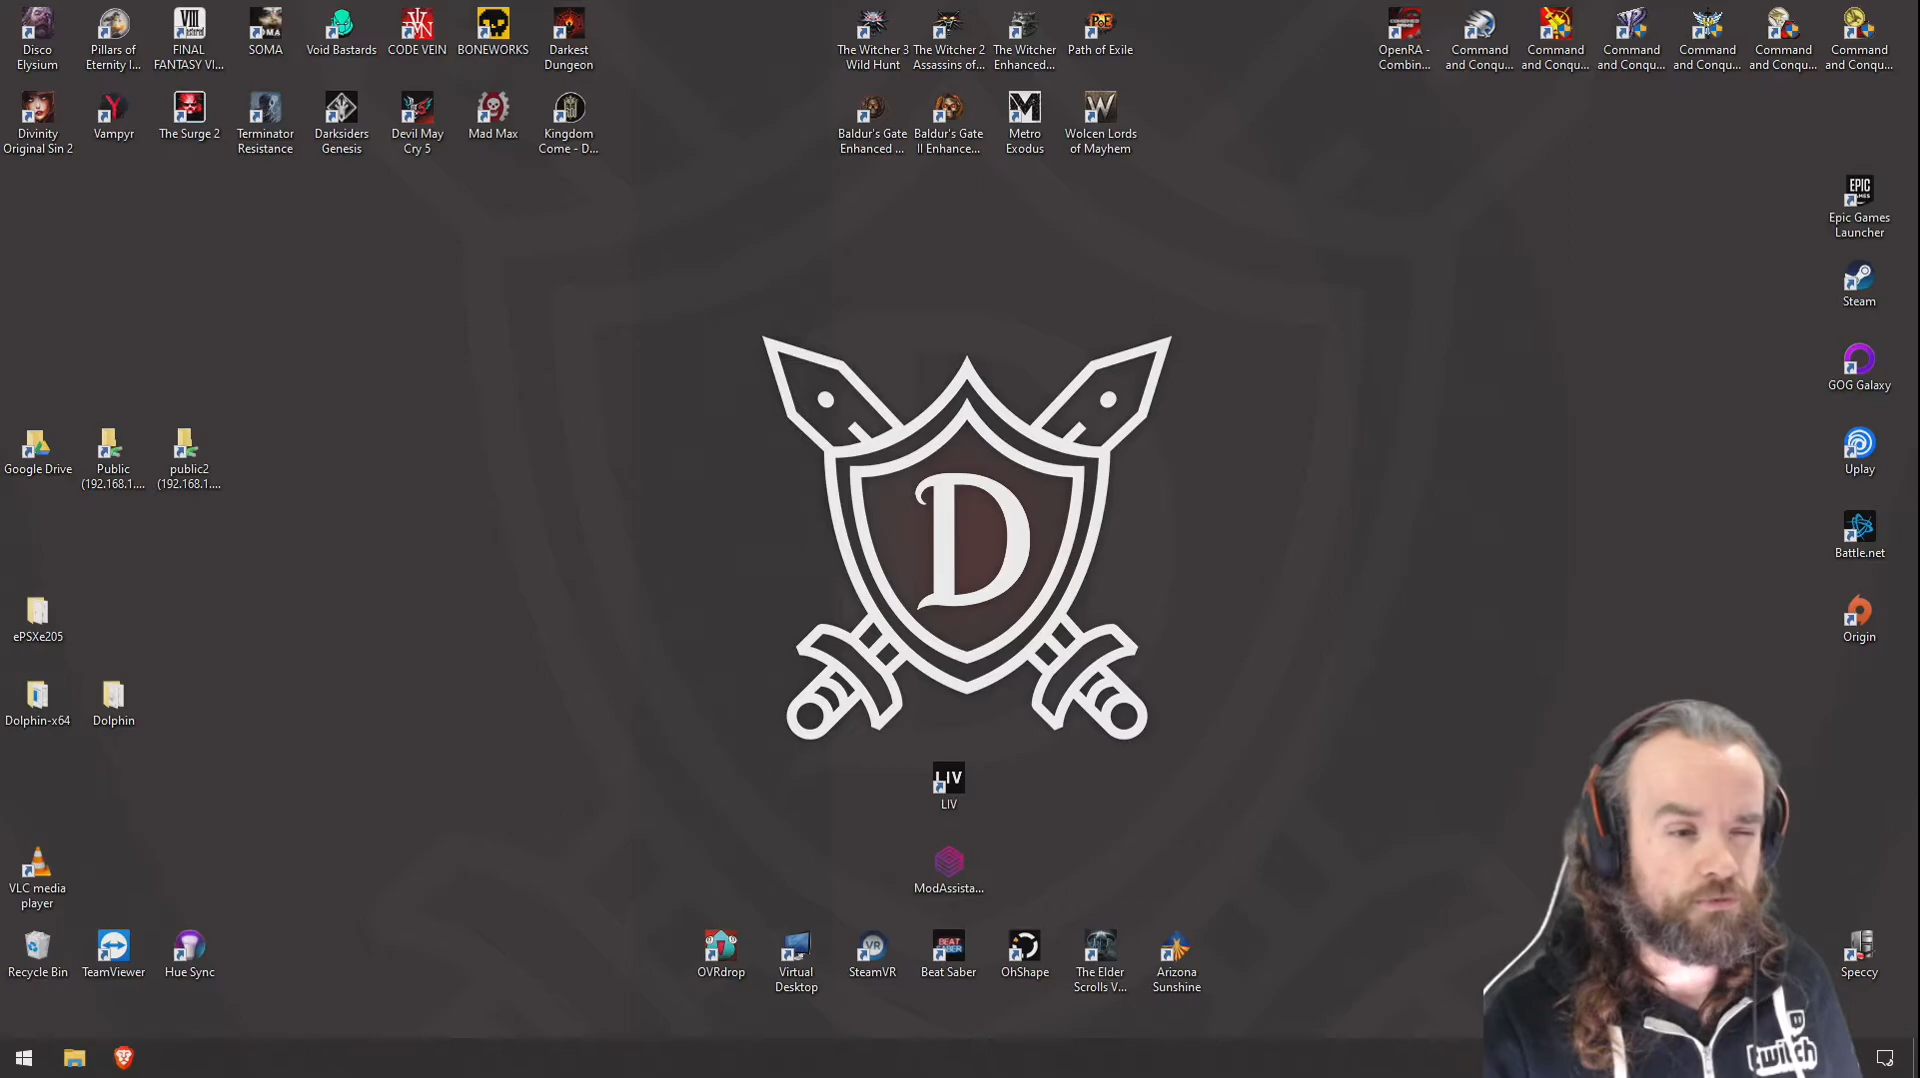 Disco
Elysium
Pillars of
Eternity I...
FINAL
FANTASY VI...
SOMA
Void Bastards
CODE VEIN
BONEWORKS
Darkest
Dungeon
The Witcher 3
Wild Hunt
The Witcher 2
Assassins of...
The Witcher
Enhanced...
Path of Exile
OpenRA -
Combin...
Command
and Conqu...
Command
and Conqu...
Command
and Conqu...
Command
and Conqu...
Command
and Conqu...
Command
and Conqu...
Divinity
Original Sin 2
Vampyr
The Surge 2
Terminator
Resistance
Darksiders
Genesis
Devil May
Cry 5
Mad Max
Kingdom
Come - D...
Baldur's Gate
Enhanced ...
Baldur's Gate
II Enhance...
Metro
Exodus
Wolcen Lords
of Mayhem
EPIC
GAMES
Epic Games
Launcher
Steam
GOG Galaxy
Google Drive
Public
(192.168.1....
public2
(192.168.1....
Uplay
D
Battle.net
ePSXe205
Origin
Dolphin-x64
Dolphin
LIV
LIV
VLC media
player
ModAssista...
Recycle Bin
TeamViewer
Hue Sync
OVRdrop
Virtual
Desktop
VR
SteamVR
BEAT
SABER
Beat Saber
OhShape
The Elder
Scrolls V...
Arizona
Sunshine
Speccy
twitch